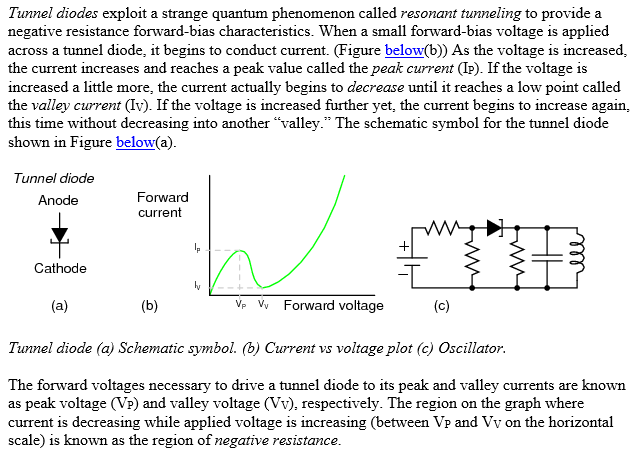 Tunnel diodes exploit a strange quantum phenomenon called resonant tunneling to provide a
negative resistance forward-bias characteristics. When a small forward-bias voltage is applied
across a tunnel diode, it begins to conduct current. (Figure below(b)) As the voltage is increased,
the current increases and reaches a peak value called the peak current (IP). If the voltage is
increased a little more, the current actually begins to decrease until it reaches a low point called
the valley current (IV). If the voltage is increased further yet, the current begins to increase again,
this time without decreasing into another “valley.” The schematic symbol for the tunnel diode
shown in Figure below(a).
Tunnel diode
Anode
Cathode
(a)
Forward
current
IP
IV
VP VV Forward voltage
(b)
+
-
(c)
Tunnel diode (a) Schematic symbol. (b) Current vs voltage plot (c) Oscillator.
The forward voltages necessary to drive a tunnel diode to its peak and valley currents are known
as peak voltage (VP) and valley voltage (VV), respectively. The region on the graph where
current is decreasing while applied voltage is increasing (between VP and VV on the horizontal
scale) is known as the region of negative resistance.